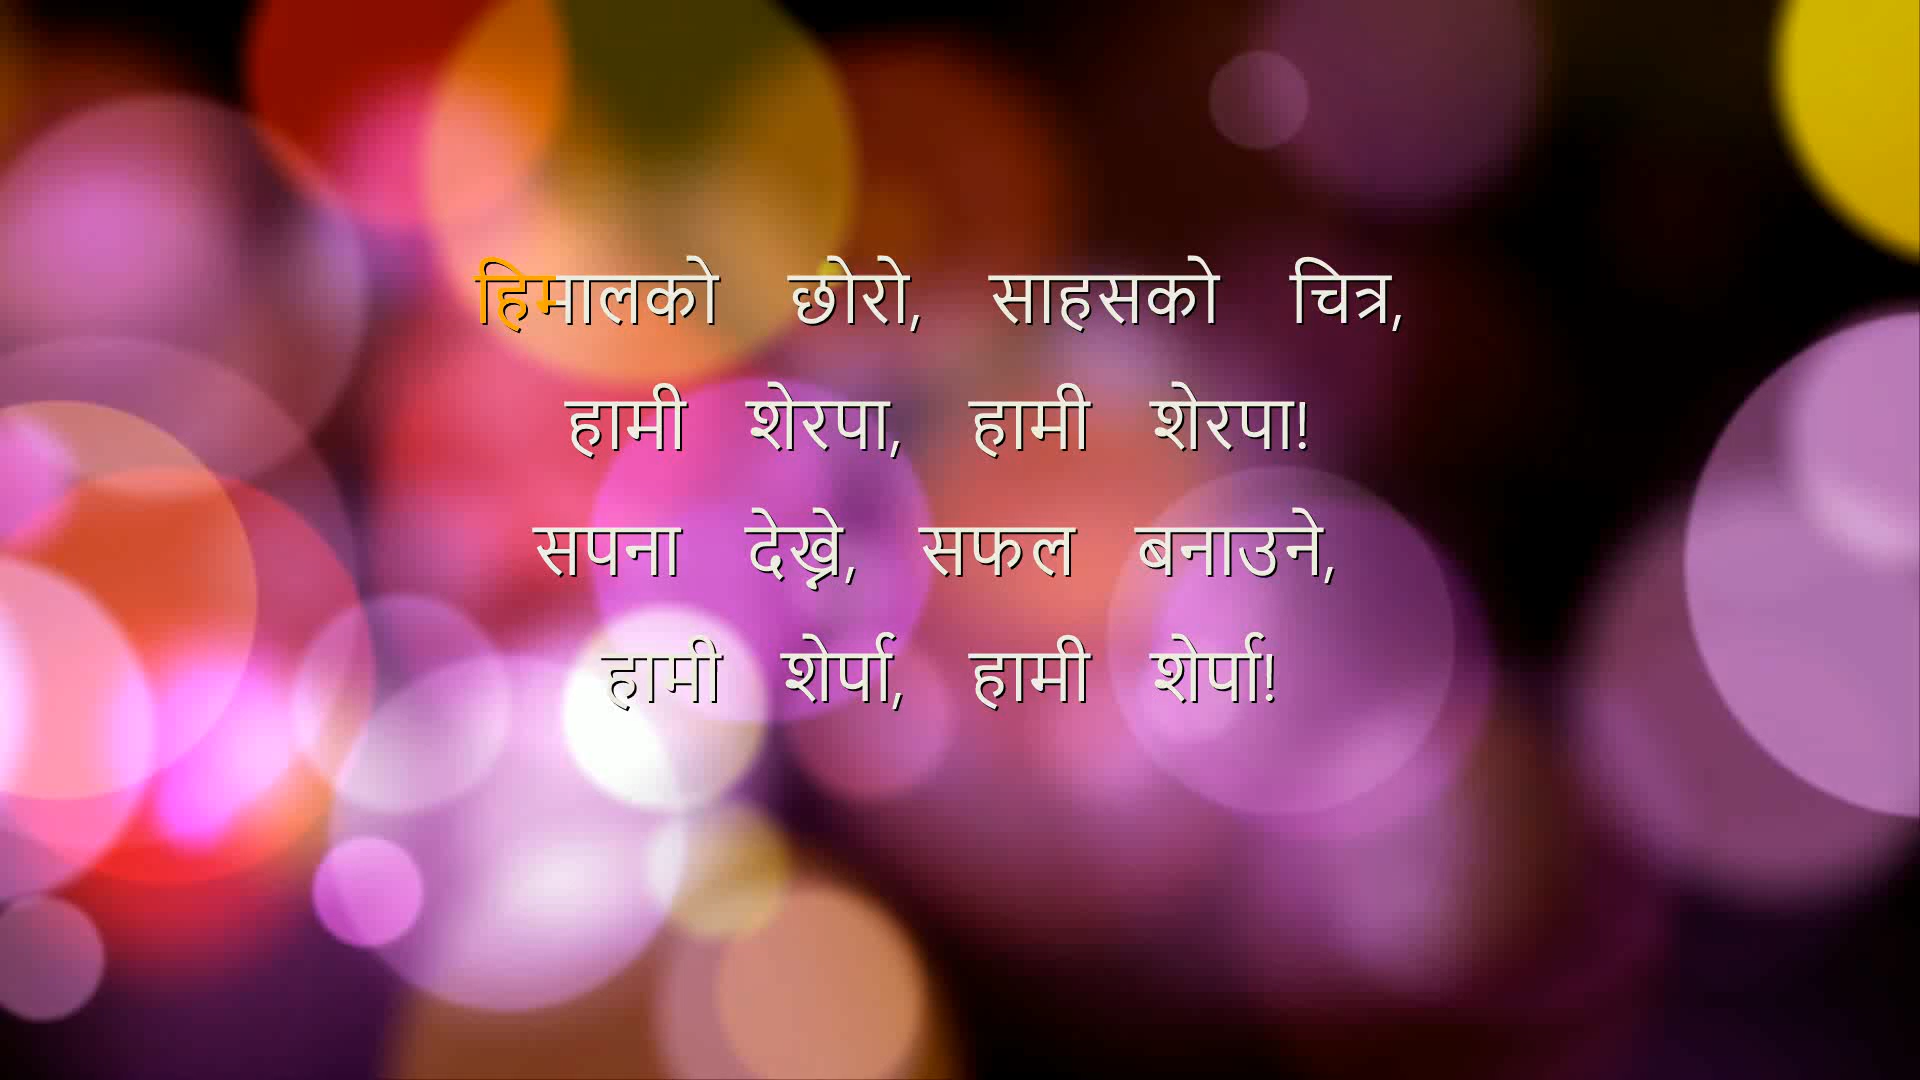 हिमालको छोरो, साहसको चित्र,
हामी शेरपा, हामी शेरपा!
सपना देख्ने, सफल बनाउने,
हामी शेर्पा, हामी शेर्पा!